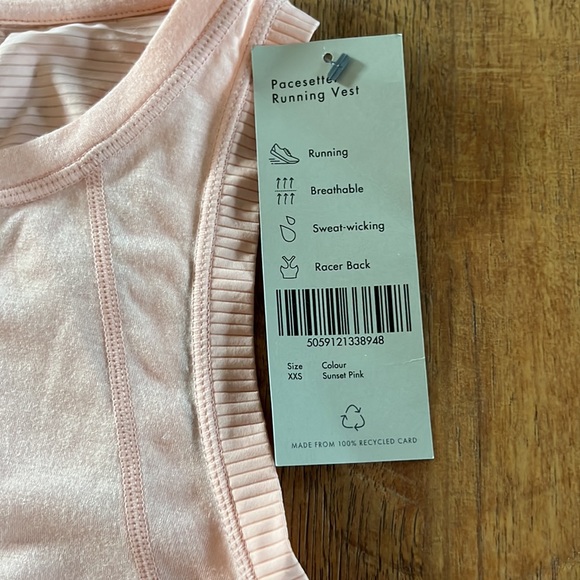 Pacesetter
Running Vest
Running
Breathable
Sweat-wicking
Racer Back
5059121338948
Size Colour
XXS Sunset Pink
MADE FROM 100% RECYCLED CARD